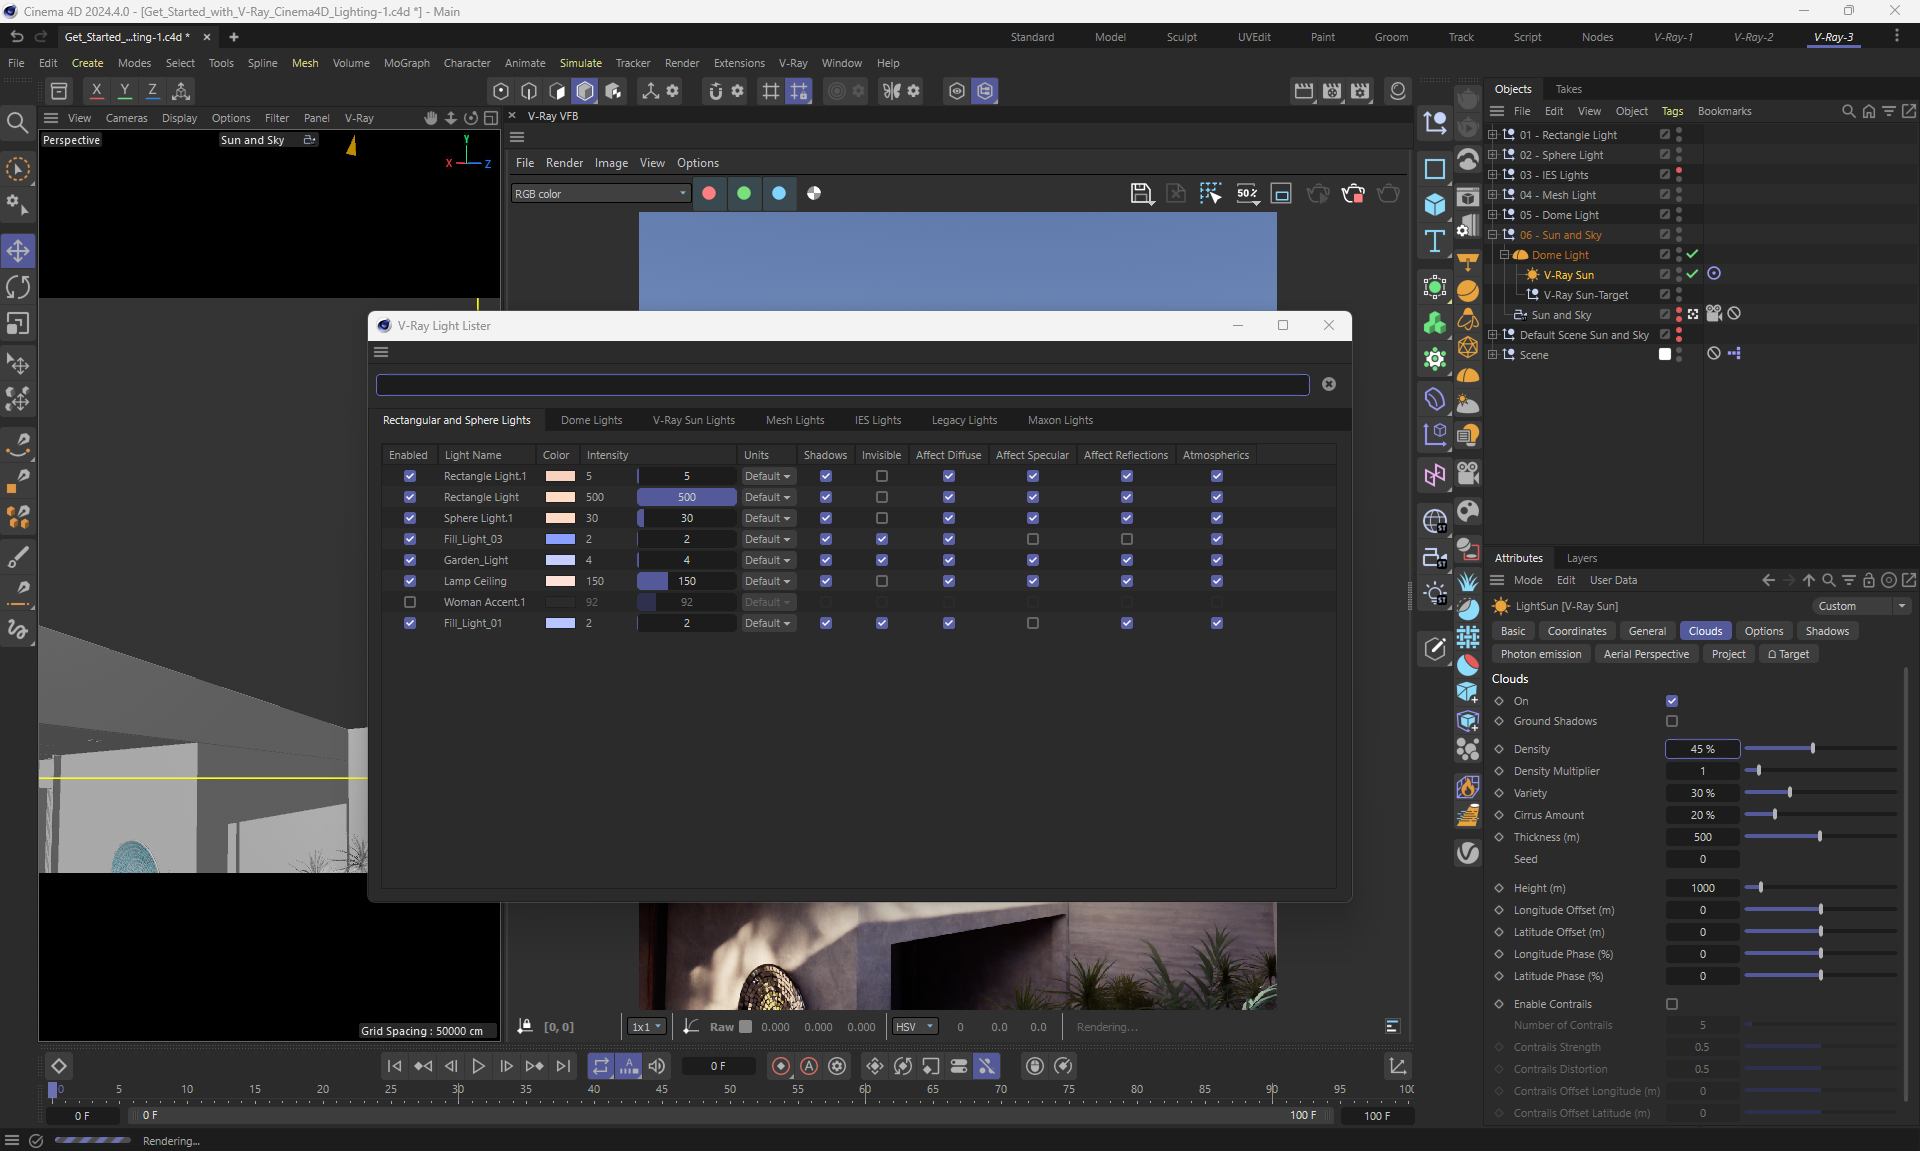 Cinema 4D 2024.4.0 - [Get_Started_with_V-Ray_Cinema4D_Lighting-1.c4d *] - Main
Get_Started_...ting-1.c4d *
Standard Model Sculpt UVEdit Paint Groom Track Script Nodes V-Ray-1 V-Ray-2 V-Ray-3
File Edit Create Modes Select Tools Spline Mesh Volume MoGraph Character Animate Simulate Tracker Render Extensions V-Ray Window Help
X Y Z
View Cameras Display Options Filter Panel V-Ray
Perspective
Sun and Sky
Y
X Z
Grid Spacing : 50000 cm
V-Ray VFB
File Render Image View Options
RGB color
50%
V-Ray Light Lister
Rectangular and Sphere Lights Dome Lights V-Ray Sun Lights Mesh Lights IES Lights Legacy Lights Maxon Lights
Enabled Light Name Color Intensity Units Shadows Invisible Affect Diffuse Affect Specular Affect Reflections Atmospherics
Rectangle Light.1 5 5 Default
Rectangle Light 500 500 Default
Sphere Light.1 30 30 Default
Fill_Light_03 2 2 Default
Garden_Light 4 4 Default
Lamp Ceiling 150 150 Default
Woman Accent.1 92 92 Default
Fill_Light_01 2 2 Default
[0, 0] 1x1 Raw 0.000 0.000 0.000 HSV 0 0.0 0.0 Rendering...
Objects Takes
File Edit View Object Tags Bookmarks
01 - Rectangle Light
02 - Sphere Light
03 - IES Lights
04 - Mesh Light
05 - Dome Light
06 - Sun and Sky
Dome Light
V-Ray Sun
V-Ray Sun-Target
Sun and Sky
Default Scene Sun and Sky
Scene
ST
ST
ST
Attributes Layers
Mode Edit User Data
LightSun [V-Ray Sun] Custom
Basic Coordinates General Clouds Options Shadows
Photon emission Aerial Perspective Project Target
Clouds
On
Ground Shadows
Density 45 %
Density Multiplier 1
Variety 30 %
Cirrus Amount 20 %
Thickness (m) 500
Seed 0
Height (m) 1000
Longitude Offset (m) 0
Latitude Offset (m) 0
Longitude Phase (%) 0
Latitude Phase (%) 0
Enable Contrails
Number of Contrails 5
Contrails Strength 0.5
Contrails Distortion 0.5
Contrails Offset Longitude (m) 0
Contrails Offset Latitude (m) 0
A 0 F A
0 5 10 15 20 25 30 35 40 45 50 55 60 65 70 75 80 85 90 95 100
0 F 0 F 100 F 100 F
Rendering...